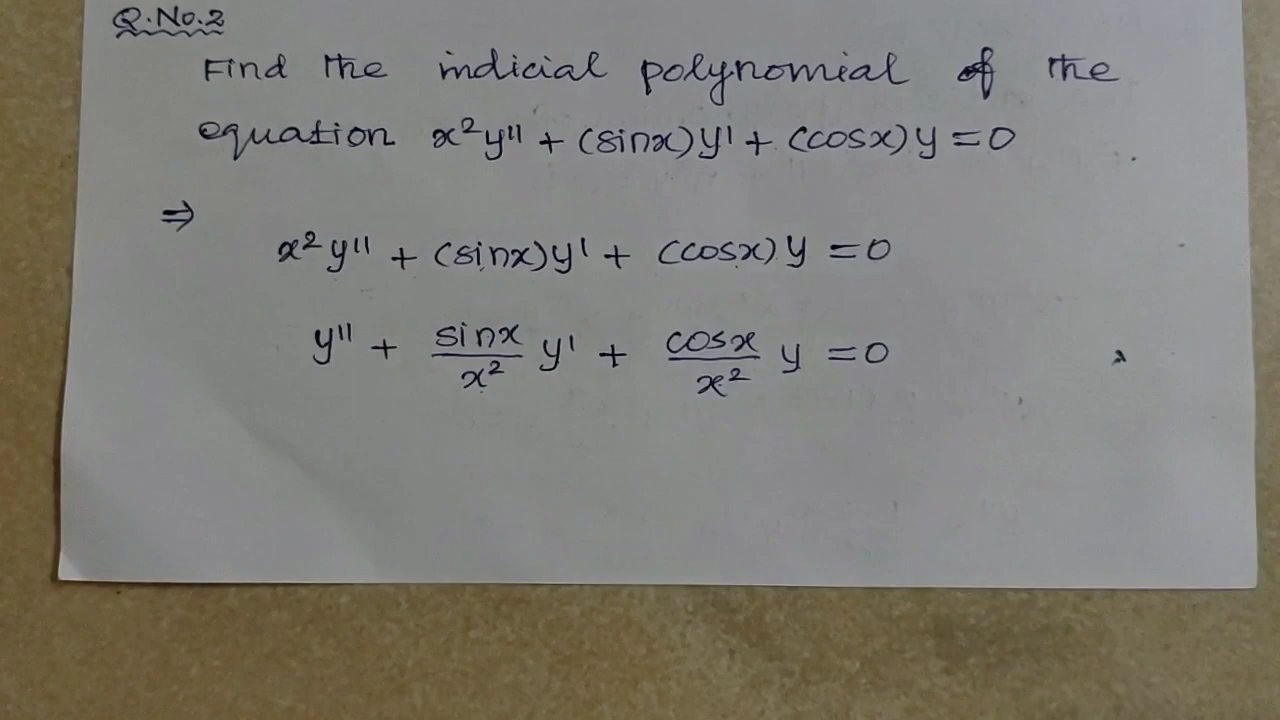 Q.No.2
Find the indicial polynomial of the
equation x²y'' + (sinx)y' + (cosx)y = 0
⇒
x²y'' + (sinx)y' + (cosx)y = 0
y'' + sinx/x² y' + cosx/x² y = 0